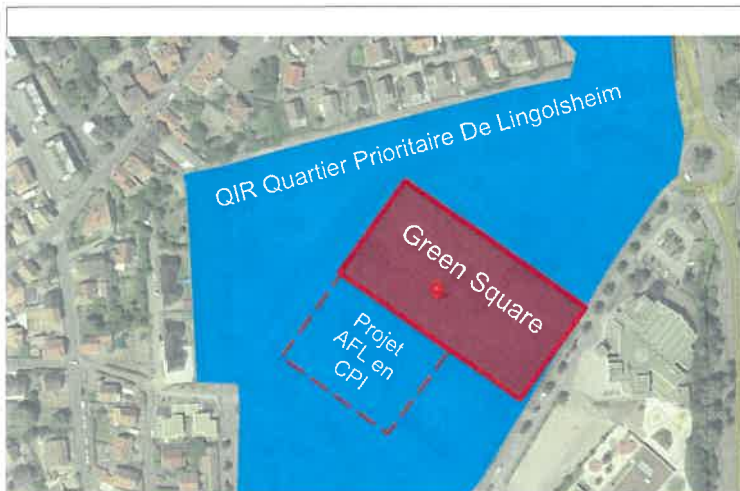 QIR Quartier Prioritaire De Lingolsheim
Green Square
Projet
AFL en
CPI